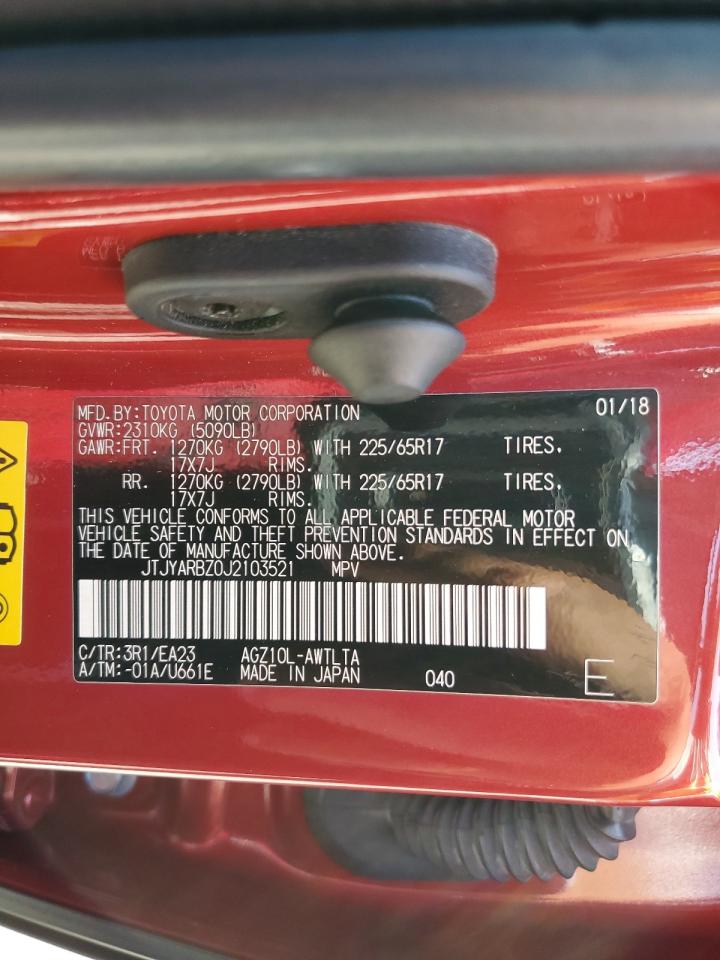 MFD.BY:TOYOTA MOTOR CORPORATION 01/18
GVWR:2310KG (5090LB)
GAWR:FRT. 1270KG (2790LB) WITH 225/65R17 TIRES.
17X7J RIMS.
RR. 1270KG (2790LB) WITH 225/65R17 TIRES.
17X7J RIMS.
THIS VEHICLE CONFORMS TO ALL APPLICABLE FEDERAL MOTOR
VEHICLE SAFETY AND THEFT PREVENTION STANDARDS IN EFFECT ON
THE DATE OF MANUFACTURE SHOWN ABOVE.
JTJYARBZ0J2103521 MPV
C/TR:3R1/EA23 AGZ10L-AWTLTA
A/TM:-01A/U661E MADE IN JAPAN 040 E